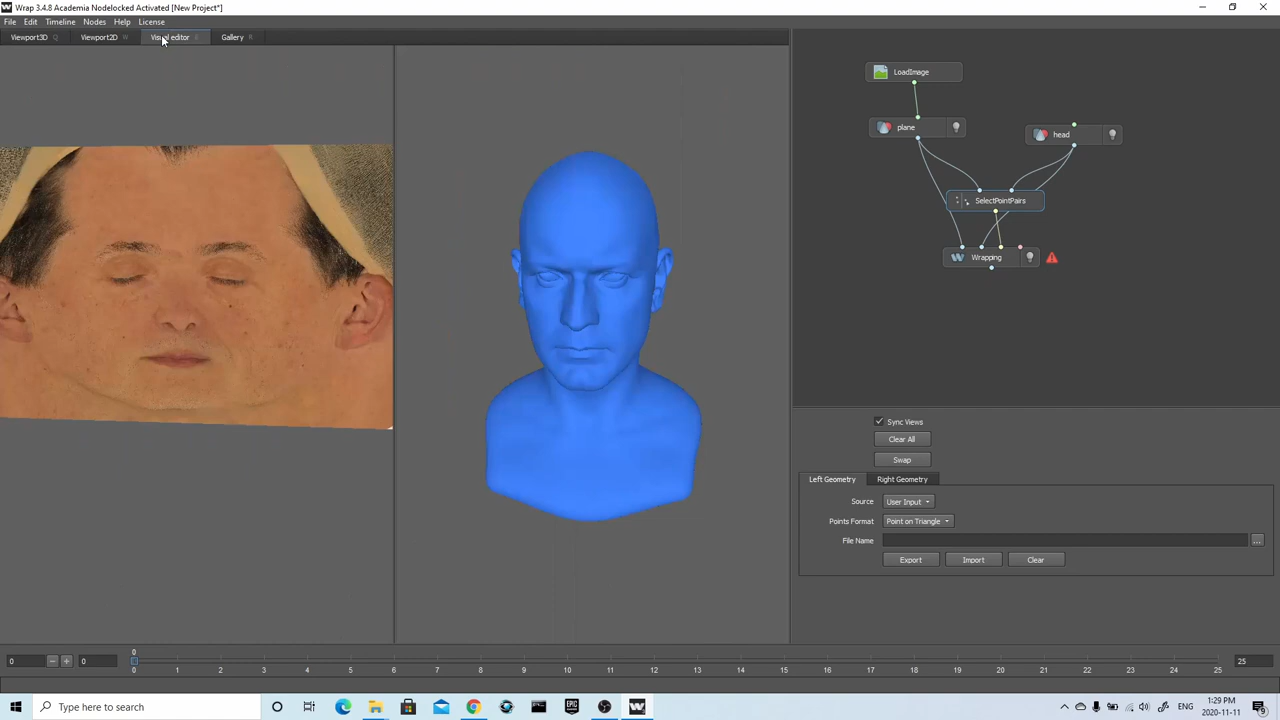 Wrap 3.4.8 Academia Nodelocked Activated [New Project*]
File Edit Timeline Nodes Help License
Viewport3D Q Viewport2D W Visual editor E Gallery R
LoadImage
plane
head
SelectPointPairs
Wrapping
Sync Views
Clear All
Swap
Left Geometry Right Geometry
Source User Input
Points Format Point on Triangle
File Name ...
Export Import Clear
0
0 0 25
0 1 2 3 4 5 6 7 8 9 10 11 12 13 14 15 16 17 18 19 20 21 22 23 24 25
Type here to search
EPIC GAMES
ENG
1:29 PM
2020-11-11
9